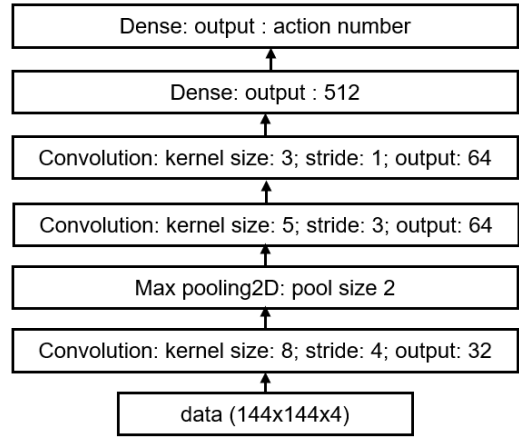 Dense: output : action number
Dense: output : 512
Convolution: kernel size: 3; stride: 1; output: 64
Convolution: kernel size: 5; stride: 3; output: 64
Max pooling2D: pool size 2
Convolution: kernel size: 8; stride: 4; output: 32
data (144x144x4)